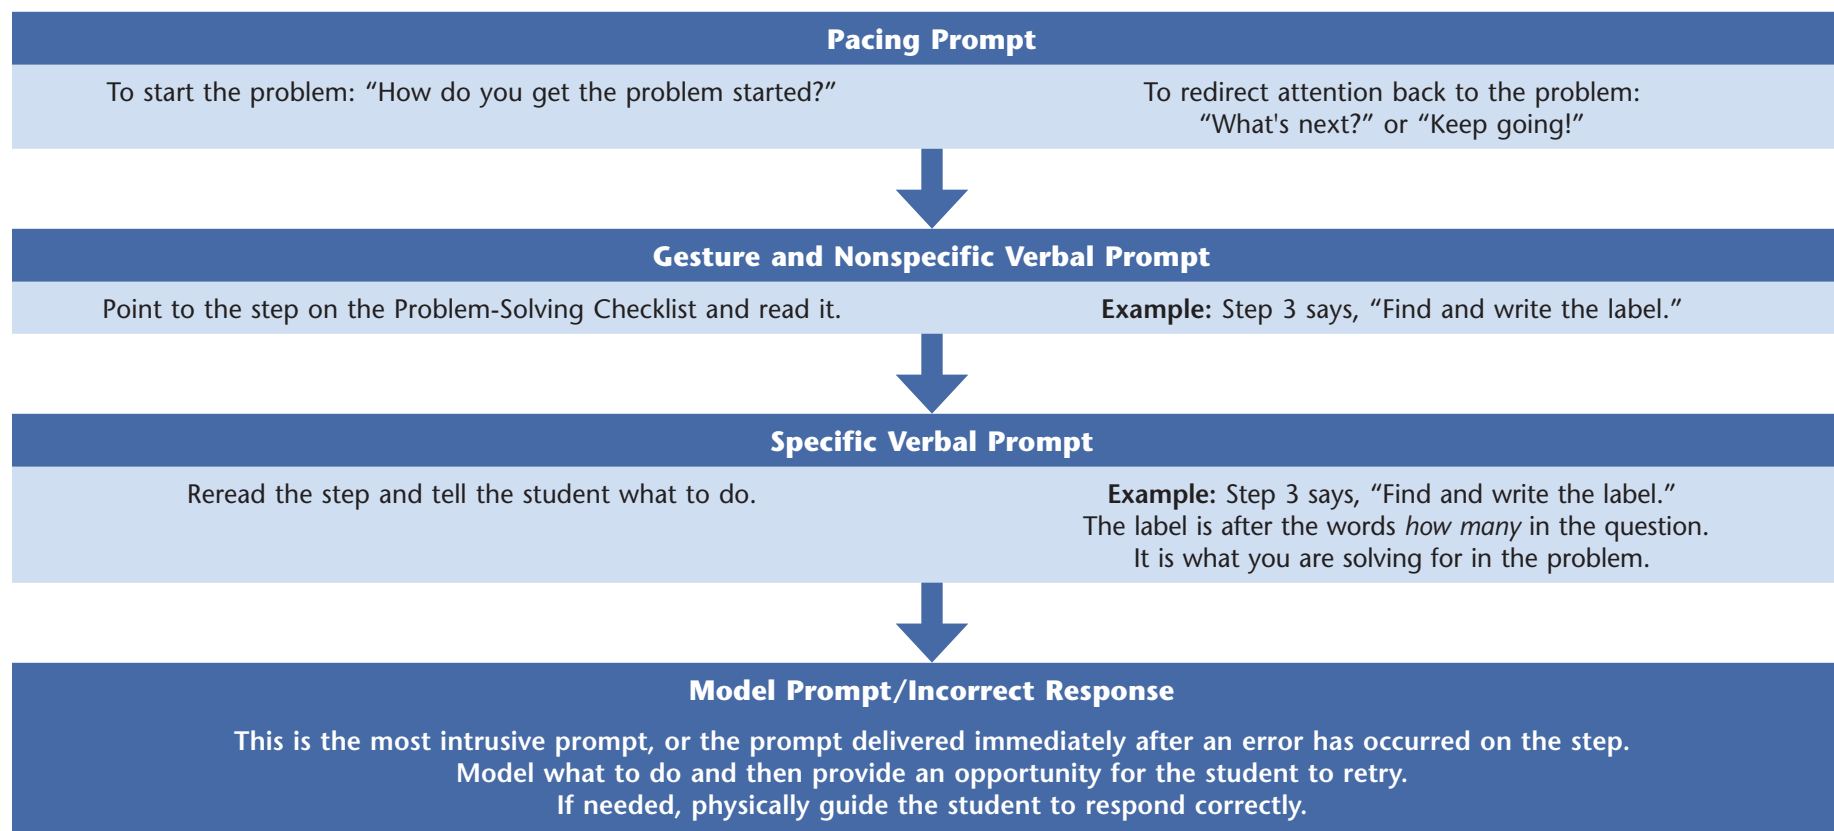 Pacing Prompt
To start the problem: “How do you get the problem started?”
To redirect attention back to the problem:
“What's next?” or “Keep going!”
Gesture and Nonspecific Verbal Prompt
Point to the step on the Problem-Solving Checklist and read it.
Example: Step 3 says, “Find and write the label.”
Specific Verbal Prompt
Reread the step and tell the student what to do.
Example: Step 3 says, “Find and write the label.”
The label is after the words how many in the question.
It is what you are solving for in the problem.
Model Prompt/Incorrect Response
This is the most intrusive prompt, or the prompt delivered immediately after an error has occurred on the step.
Model what to do and then provide an opportunity for the student to retry.
If needed, physically guide the student to respond correctly.